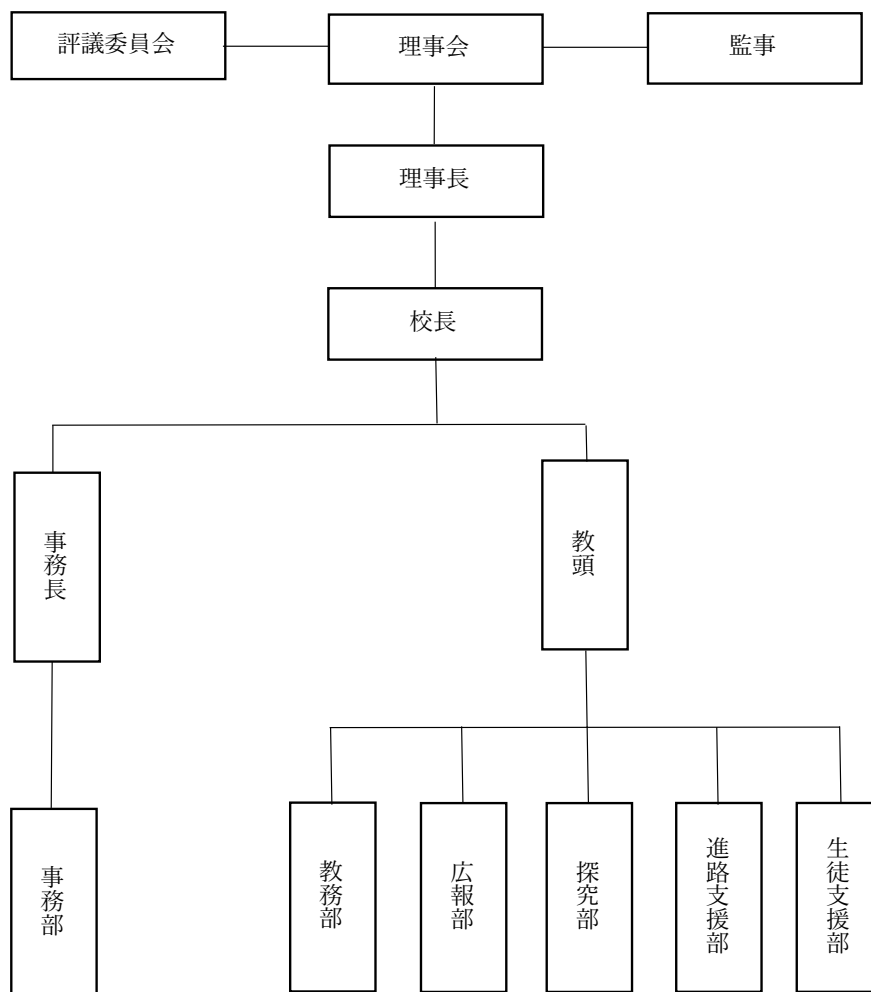 評議委員会
理事会
監事
理事長
校長
事務長
教頭
事務部
教務部
広報部
探究部
進路支援部
生徒支援部